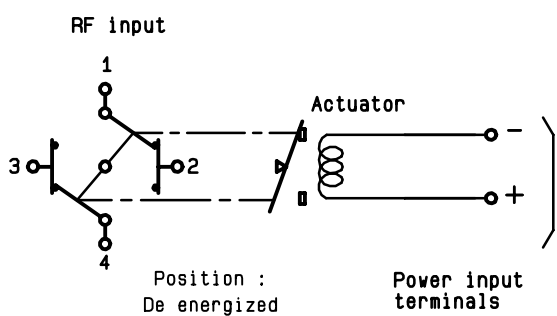 RF input
1
Actuator
−
3
2
+
4
Position :
De energized
Power input
terminals